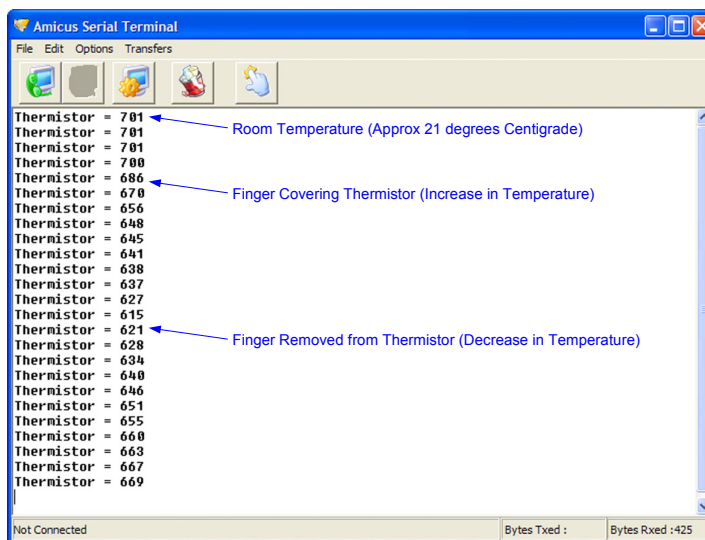 Amicus Serial Terminal
File Edit Options Transfers
Thermistor = 701
Room Temperature (Approx 21 degrees Centigrade)
Thermistor = 701
Thermistor = 701
Thermistor = 700
Thermistor = 686
Thermistor = 670
Finger Covering Thermistor (Increase in Temperature)
Thermistor = 656
Thermistor = 648
Thermistor = 645
Thermistor = 641
Thermistor = 638
Thermistor = 637
Thermistor = 627
Thermistor = 615
Thermistor = 621
Finger Removed from Thermistor (Decrease in Temperature)
Thermistor = 628
Thermistor = 634
Thermistor = 640
Thermistor = 646
Thermistor = 651
Thermistor = 655
Thermistor = 660
Thermistor = 663
Thermistor = 667
Thermistor = 669
Not Connected Bytes Txed : Bytes Rxed :425